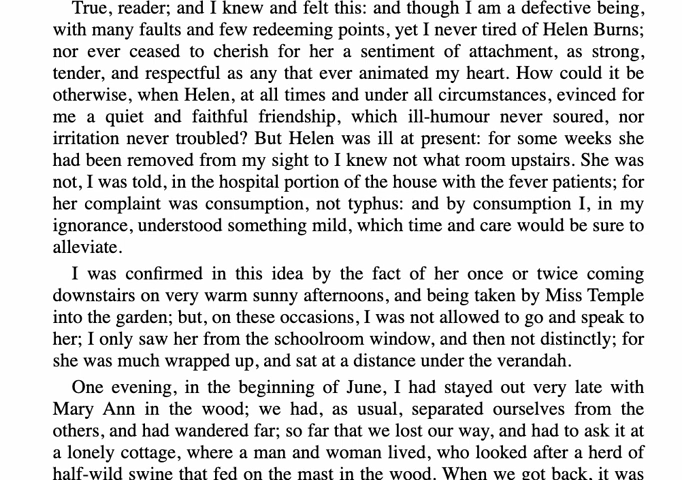 True, reader; and I knew and felt this: and though I am a defective being,
with many faults and few redeeming points, yet I never tired of Helen Burns;
nor ever ceased to cherish for her a sentiment of attachment, as strong,
tender, and respectful as any that ever animated my heart. How could it be
otherwise, when Helen, at all times and under all circumstances, evinced for
me a quiet and faithful friendship, which ill-humour never soured, nor
irritation never troubled? But Helen was ill at present: for some weeks she
had been removed from my sight to I knew not what room upstairs. She was
not, I was told, in the hospital portion of the house with the fever patients; for
her complaint was consumption, not typhus: and by consumption I, in my
ignorance, understood something mild, which time and care would be sure to
alleviate.
I was confirmed in this idea by the fact of her once or twice coming
downstairs on very warm sunny afternoons, and being taken by Miss Temple
into the garden; but, on these occasions, I was not allowed to go and speak to
her; I only saw her from the schoolroom window, and then not distinctly; for
she was much wrapped up, and sat at a distance under the verandah.
One evening, in the beginning of June, I had stayed out very late with
Mary Ann in the wood; we had, as usual, separated ourselves from the
others, and had wandered far; so far that we lost our way, and had to ask it at
a lonely cottage, where a man and woman lived, who looked after a herd of
half-wild swine that fed on the mast in the wood. When we got back, it was